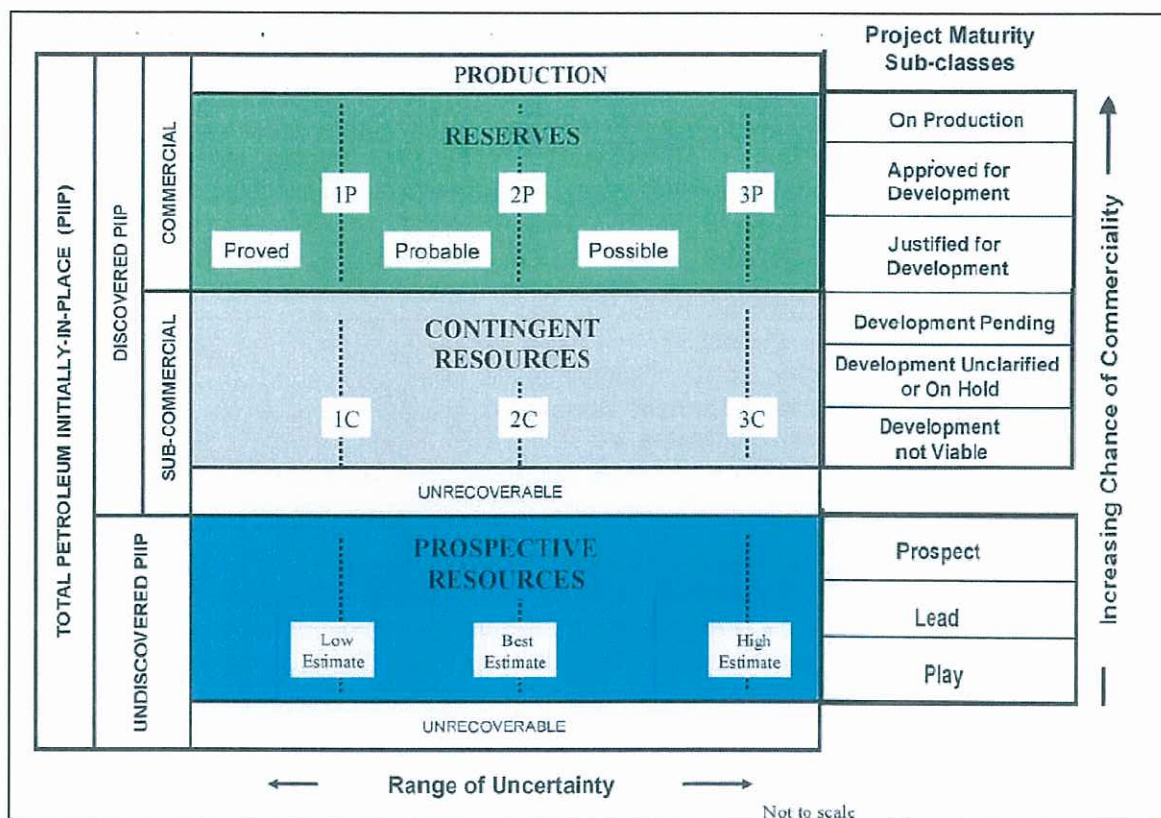 Project Maturity
Sub-classes
PRODUCTION
RESERVES
1P
2P
3P
Proved
Probable
Possible
On Production
Approved for
Development
Justified for
Development
CONTINGENT
RESOURCES
1C
2C
3C
Development Pending
Development Unclarified
or On Hold
Development
not Viable
UNRECOVERABLE
PROSPECTIVE
RESOURCES
Low
Estimate
Best
Estimate
High
Estimate
Prospect
Lead
Play
UNRECOVERABLE
TOTAL PETROLEUM INITIALLY-IN-PLACE (PIIP)
DISCOVERED PIIP
UNDISCOVERED PIIP
COMMERCIAL
SUB-COMMERCIAL
Increasing Chance of Commerciality
Range of Uncertainty
Not to scale